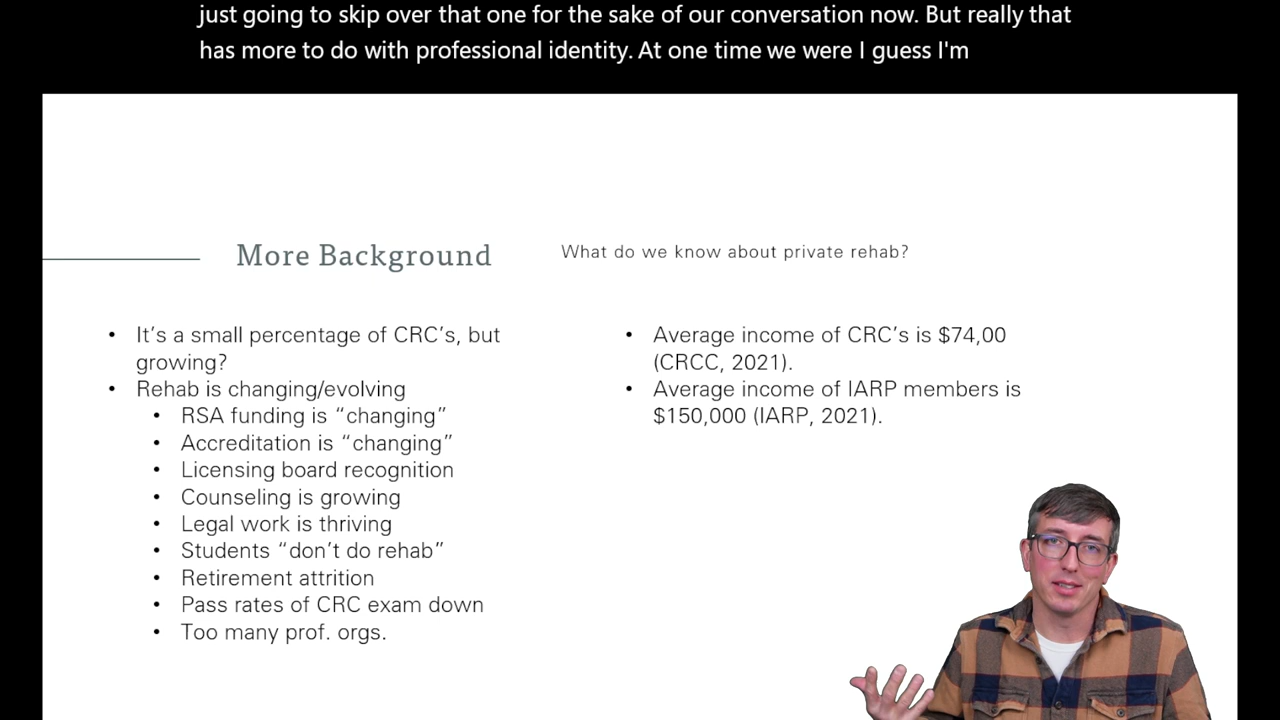 just going to skip over that one for the sake of our conversation now. But really that
has more to do with professional identity. At one time we were I guess I'm
More Background
What do we know about private rehab?
• It's a small percentage of CRC's, but
growing?
• Rehab is changing/evolving
• RSA funding is “changing”
• Accreditation is “changing”
• Licensing board recognition
• Counseling is growing
• Legal work is thriving
• Students “don't do rehab”
• Retirement attrition
• Pass rates of CRC exam down
• Too many prof. orgs.
• Average income of CRC's is $74,00
(CRCC, 2021).
• Average income of IARP members is
$150,000 (IARP, 2021).